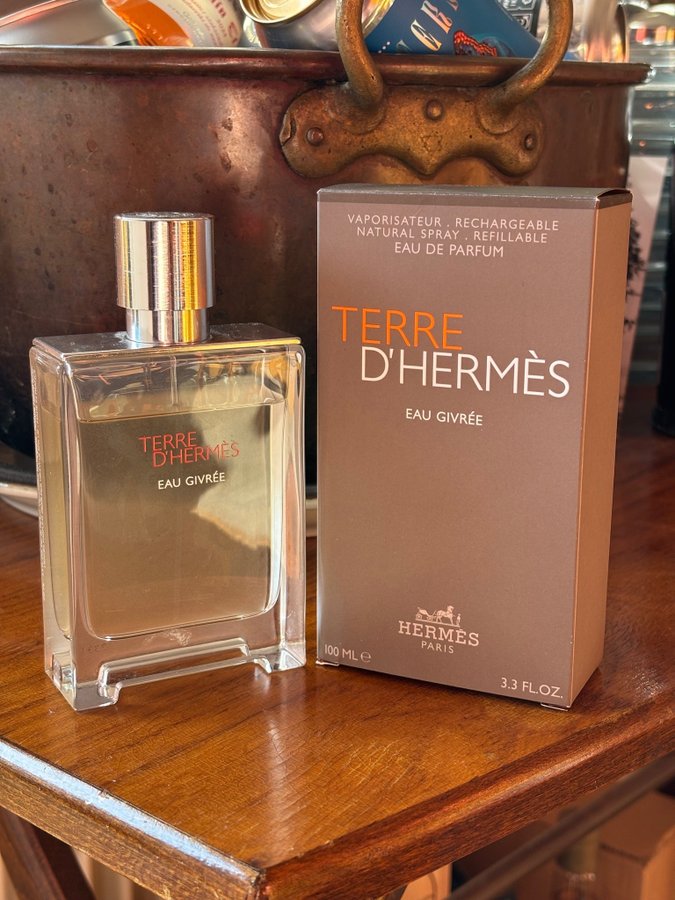 TERRE
D'HERMÈS
EAU GIVRÉE
VAPORISATEUR . RECHARGEABLE
NATURAL SPRAY . REFILLABLE
EAU DE PARFUM
TERRE
D'HERMÈS
EAU GIVRÉE
HERMÈS
PARIS
100 ML ℮
3.3 FL.OZ.